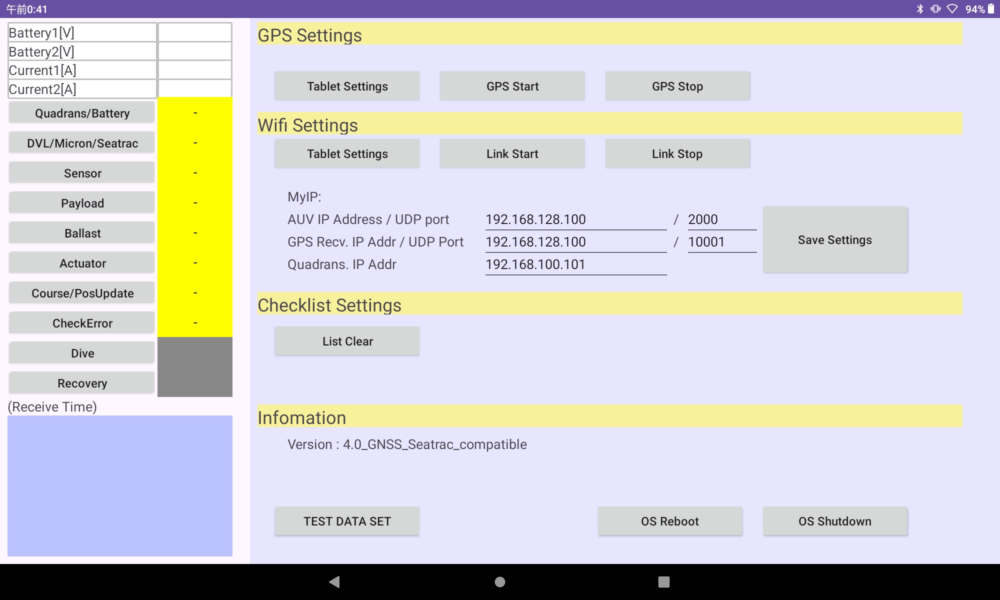 午前0:41
94%
Battery1[V]
Battery2[V]
Current1[A]
Current2[A]
Quadrans/Battery -
DVL/Micron/Seatrac -
Sensor -
Payload -
Ballast -
Actuator -
Course/PosUpdate -
CheckError -
Dive
Recovery
(Receive Time)
GPS Settings
Tablet Settings GPS Start GPS Stop
Wifi Settings
Tablet Settings Link Start Link Stop
MyIP:
AUV IP Address / UDP port 192.168.128.100 / 2000
GPS Recv. IP Addr / UDP Port 192.168.128.100 / 10001
Quadrans. IP Addr 192.168.100.101
Save Settings
Checklist Settings
List Clear
Infomation
Version : 4.0_GNSS_Seatrac_compatible
TEST DATA SET OS Reboot OS Shutdown